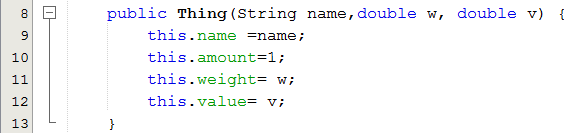 8 public Thing(String name,double w, double v) {
9 this.name =name;
10 this.amount=1;
11 this.weight= w;
12 this.value= v;
13 }